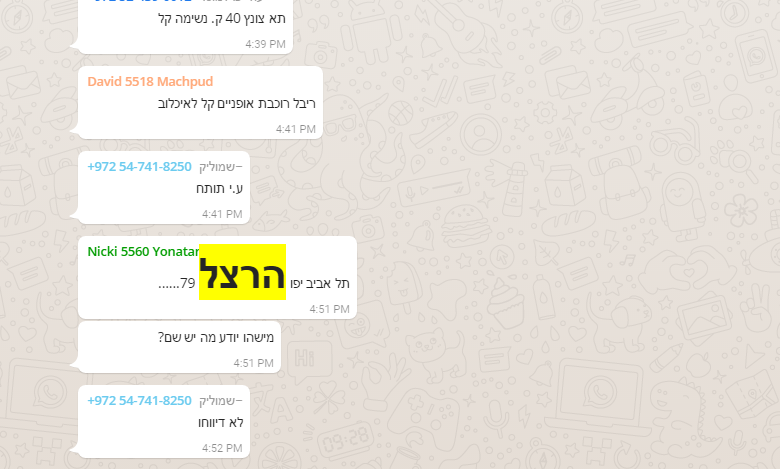 תא צונץ 40 ק. נשימה קל
4:39 PM
David 5518 Machpud
ריבל רוכבת אופניים קל לאיכלוב
4:41 PM
+972 54-741-8250 ~שמוליק
ע.י תותח
4:41 PM
Nicki 5560 Yonatan
תל אביב יפו הרצל 79......
4:51 PM
מישהו יודע מה יש שם?
4:51 PM
+972 54-741-8250 ~שמוליק
לא דיווחו
4:52 PM